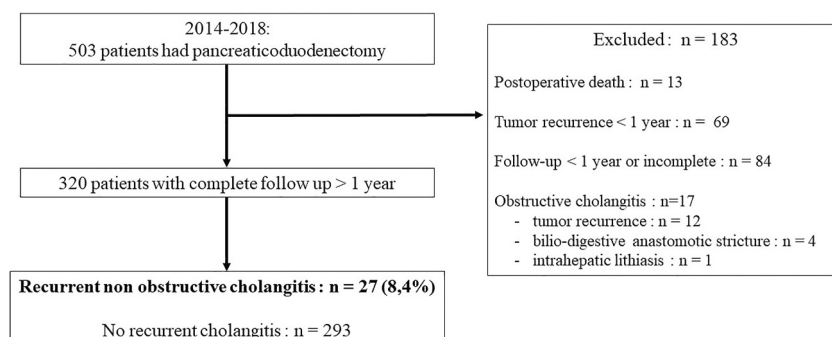 2014-2018:
503 patients had pancreaticoduodenectomy
Excluded : n = 183
Postoperative death : n = 13
Tumor recurrence < 1 year : n = 69
Follow-up < 1 year or incomplete : n = 84
Obstructive cholangitis : n=17
- tumor recurrence : n = 12
- bilio-digestive anastomotic stricture : n = 4
- intrahepatic lithiasis : n = 1
320 patients with complete follow up > 1 year
Recurrent non obstructive cholangitis : n = 27 (8,4%)
No recurrent cholangitis : n = 293